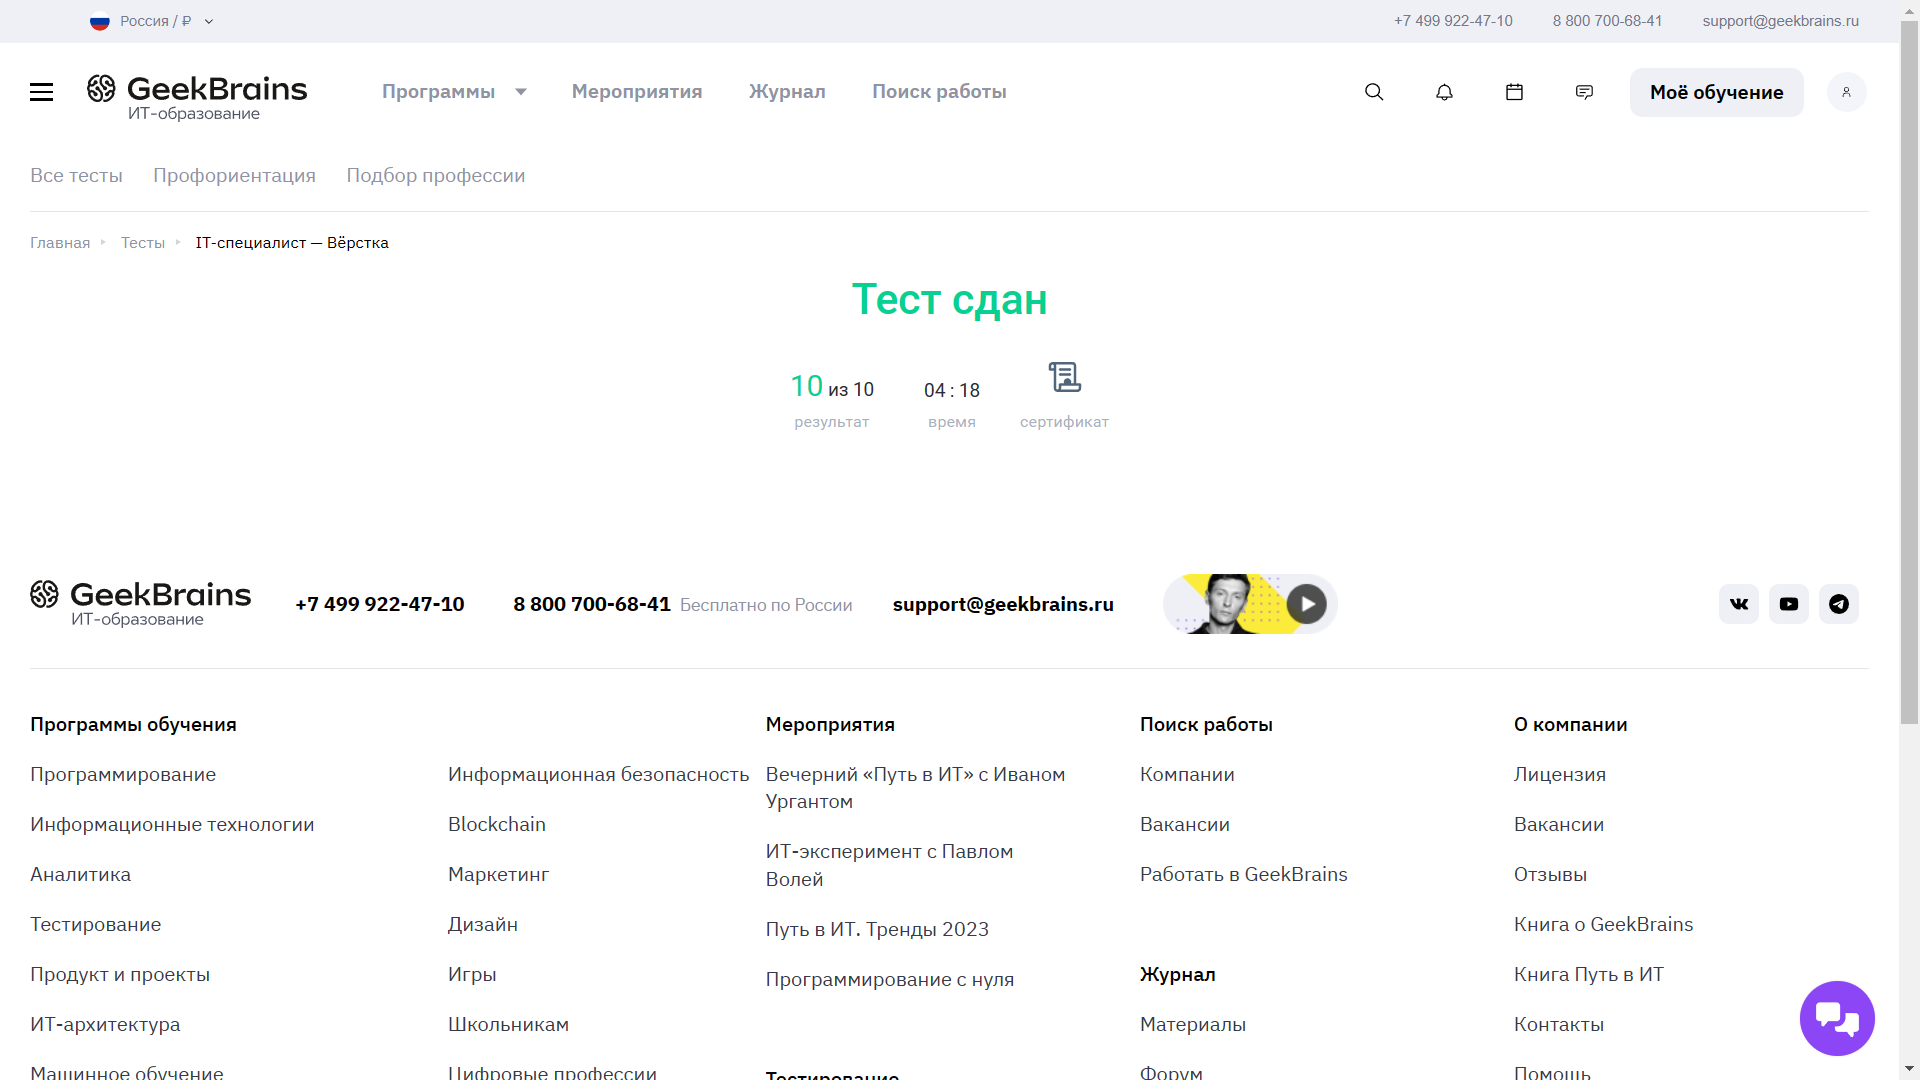 Россия / ₽
+7 499 922-47-10
8 800 700-68-41
support@geekbrains.ru
GeekBrains
ИТ-образование
Программы
Мероприятия
Журнал
Поиск работы
Моё обучение
Все тесты
Профориентация
Подбор профессии
Главная
Тесты
IT-специалист — Вёрстка
Тест сдан
10 из 10
результат
04 : 18
время
сертификат
GeekBrains
ИТ-образование
+7 499 922-47-10
8 800 700-68-41 Бесплатно по России
support@geekbrains.ru
Программы обучения
Программирование
Информационные технологии
Аналитика
Тестирование
Продукт и проекты
ИТ-архитектура
Машинное обучение
Информационная безопасность
Blockchain
Маркетинг
Дизайн
Игры
Школьникам
Цифровые профессии
Мероприятия
Вечерний «Путь в ИТ» с Иваном
Ургантом
ИТ-эксперимент с Павлом
Волей
Путь в ИТ. Тренды 2023
Программирование с нуля
Тестирование
Поиск работы
Компании
Вакансии
Работать в GeekBrains
Журнал
Материалы
Форум
О компании
Лицензия
Вакансии
Отзывы
Книга о GeekBrains
Книга Путь в ИТ
Контакты
Помощь